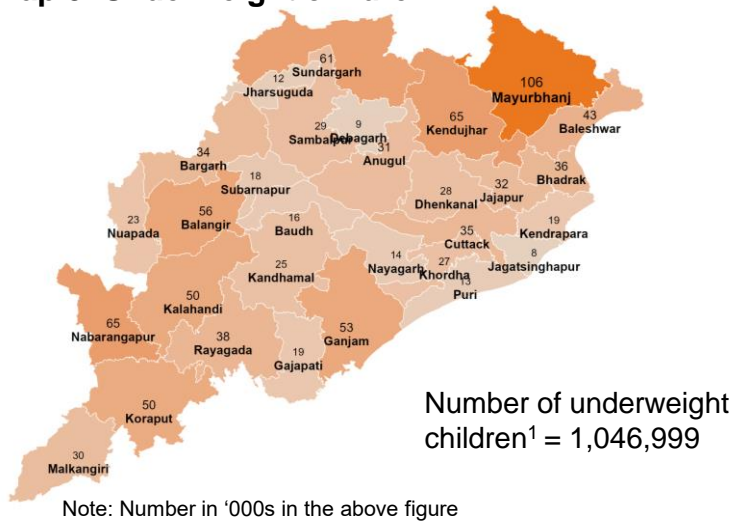 61
Sundargarh
12
Jharsuguda
106
Mayurbhanj
65
Kendujhar
43
Baleshwar
29
Sambalpur
9
Debagarh
31
Anugul
34
Bargarh
18
Subarnapur
36
Bhadrak
32
Jajapur
28
Dhenkanal
23
Nuapada
56
Balangir
16
Baudh
19
Kendrapara
35
Cuttack
14
Nayagarh
27
Khordha
8
Jagatsinghapur
13
Puri
25
Kandhamal
50
Kalahandi
65
Nabarangapur
38
Rayagada
19
Gajapati
53
Ganjam
50
Koraput
30
Malkangiri
Number of underweight
children¹ = 1,046,999
Note: Number in ‘000s in the above figure